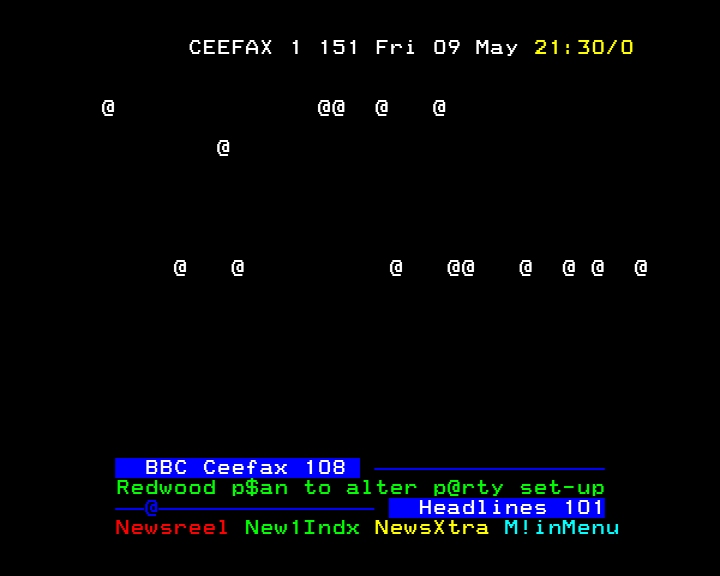 CEEFAX 1 151 Fri 09 May 21:30/0
@ @@ @ @
@
@ @ @ @@ @ @ @ @
BBC Ceefax 108
Redwood p$an to alter p@rty set-up
@ Headlines 101
Newsreel New1Indx NewsXtra M!inMenu